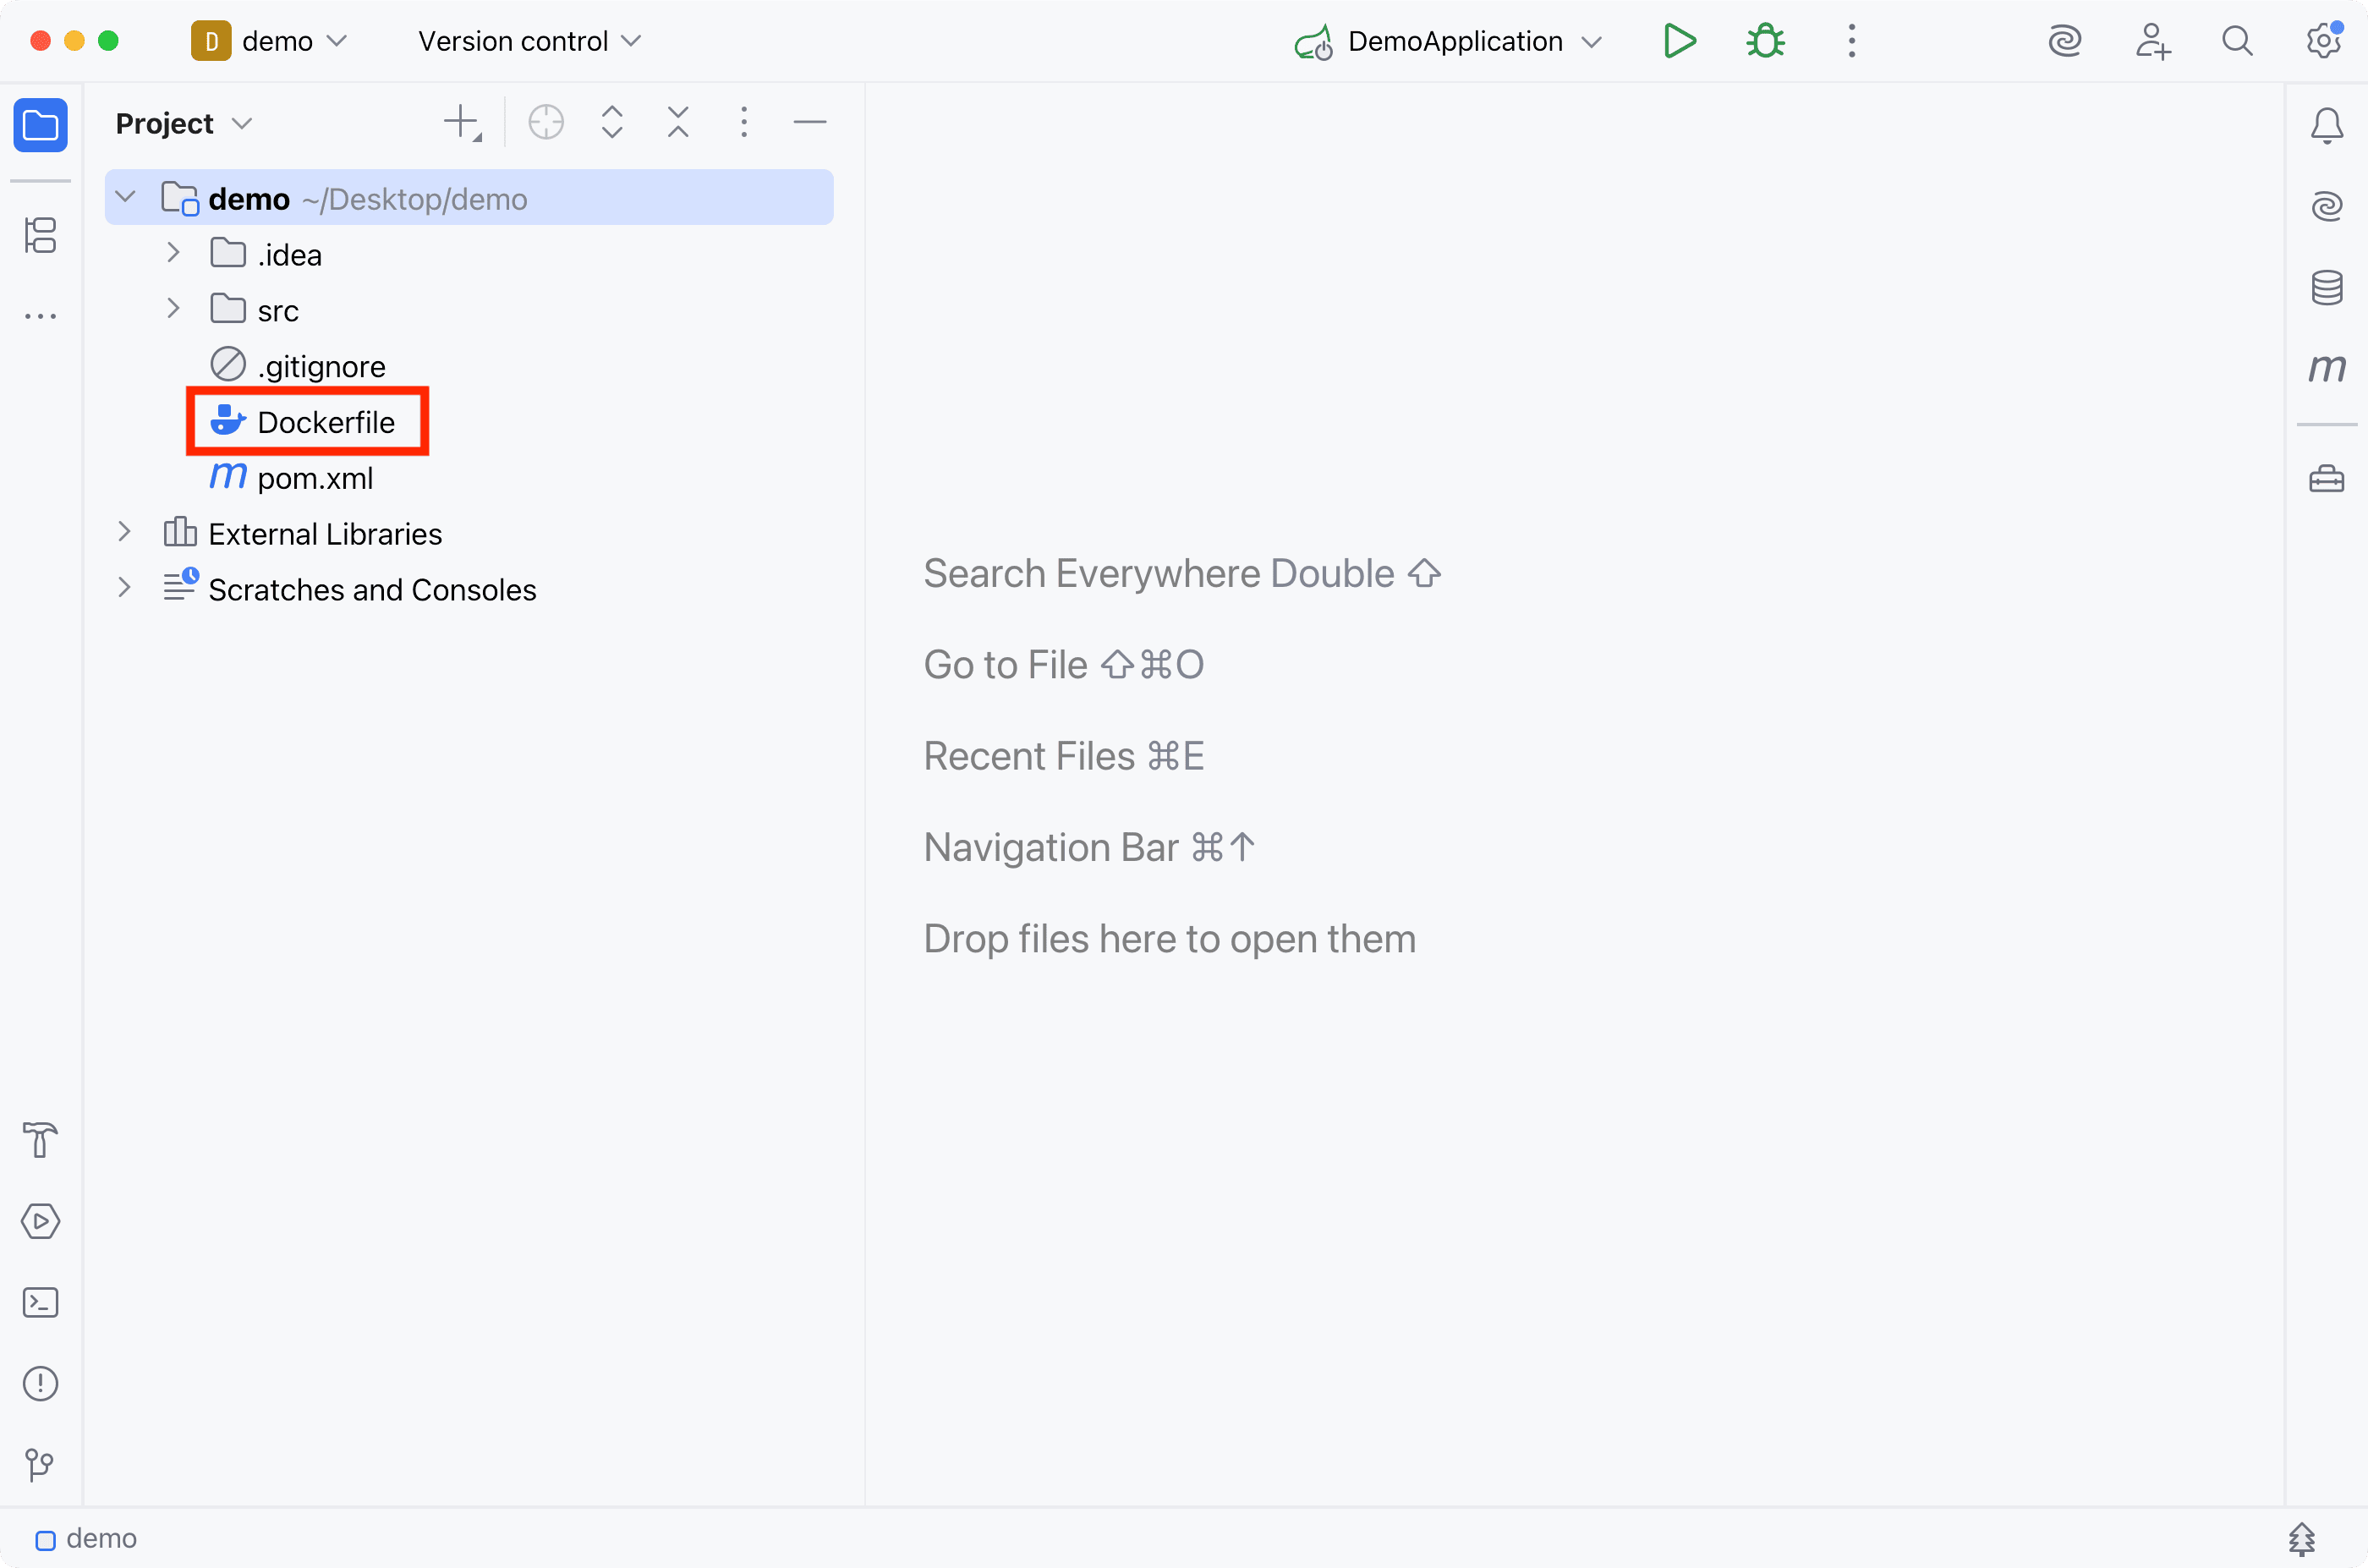 D demo Version control DemoApplication
Project
demo ~/Desktop/demo
.idea
src
.gitignore
Dockerfile
m pom.xml
External Libraries
Scratches and Consoles
m
Search Everywhere Double ⇧
Go to File ⇧⌘O
Recent Files ⌘E
Navigation Bar ⌘↑
Drop files here to open them
demo